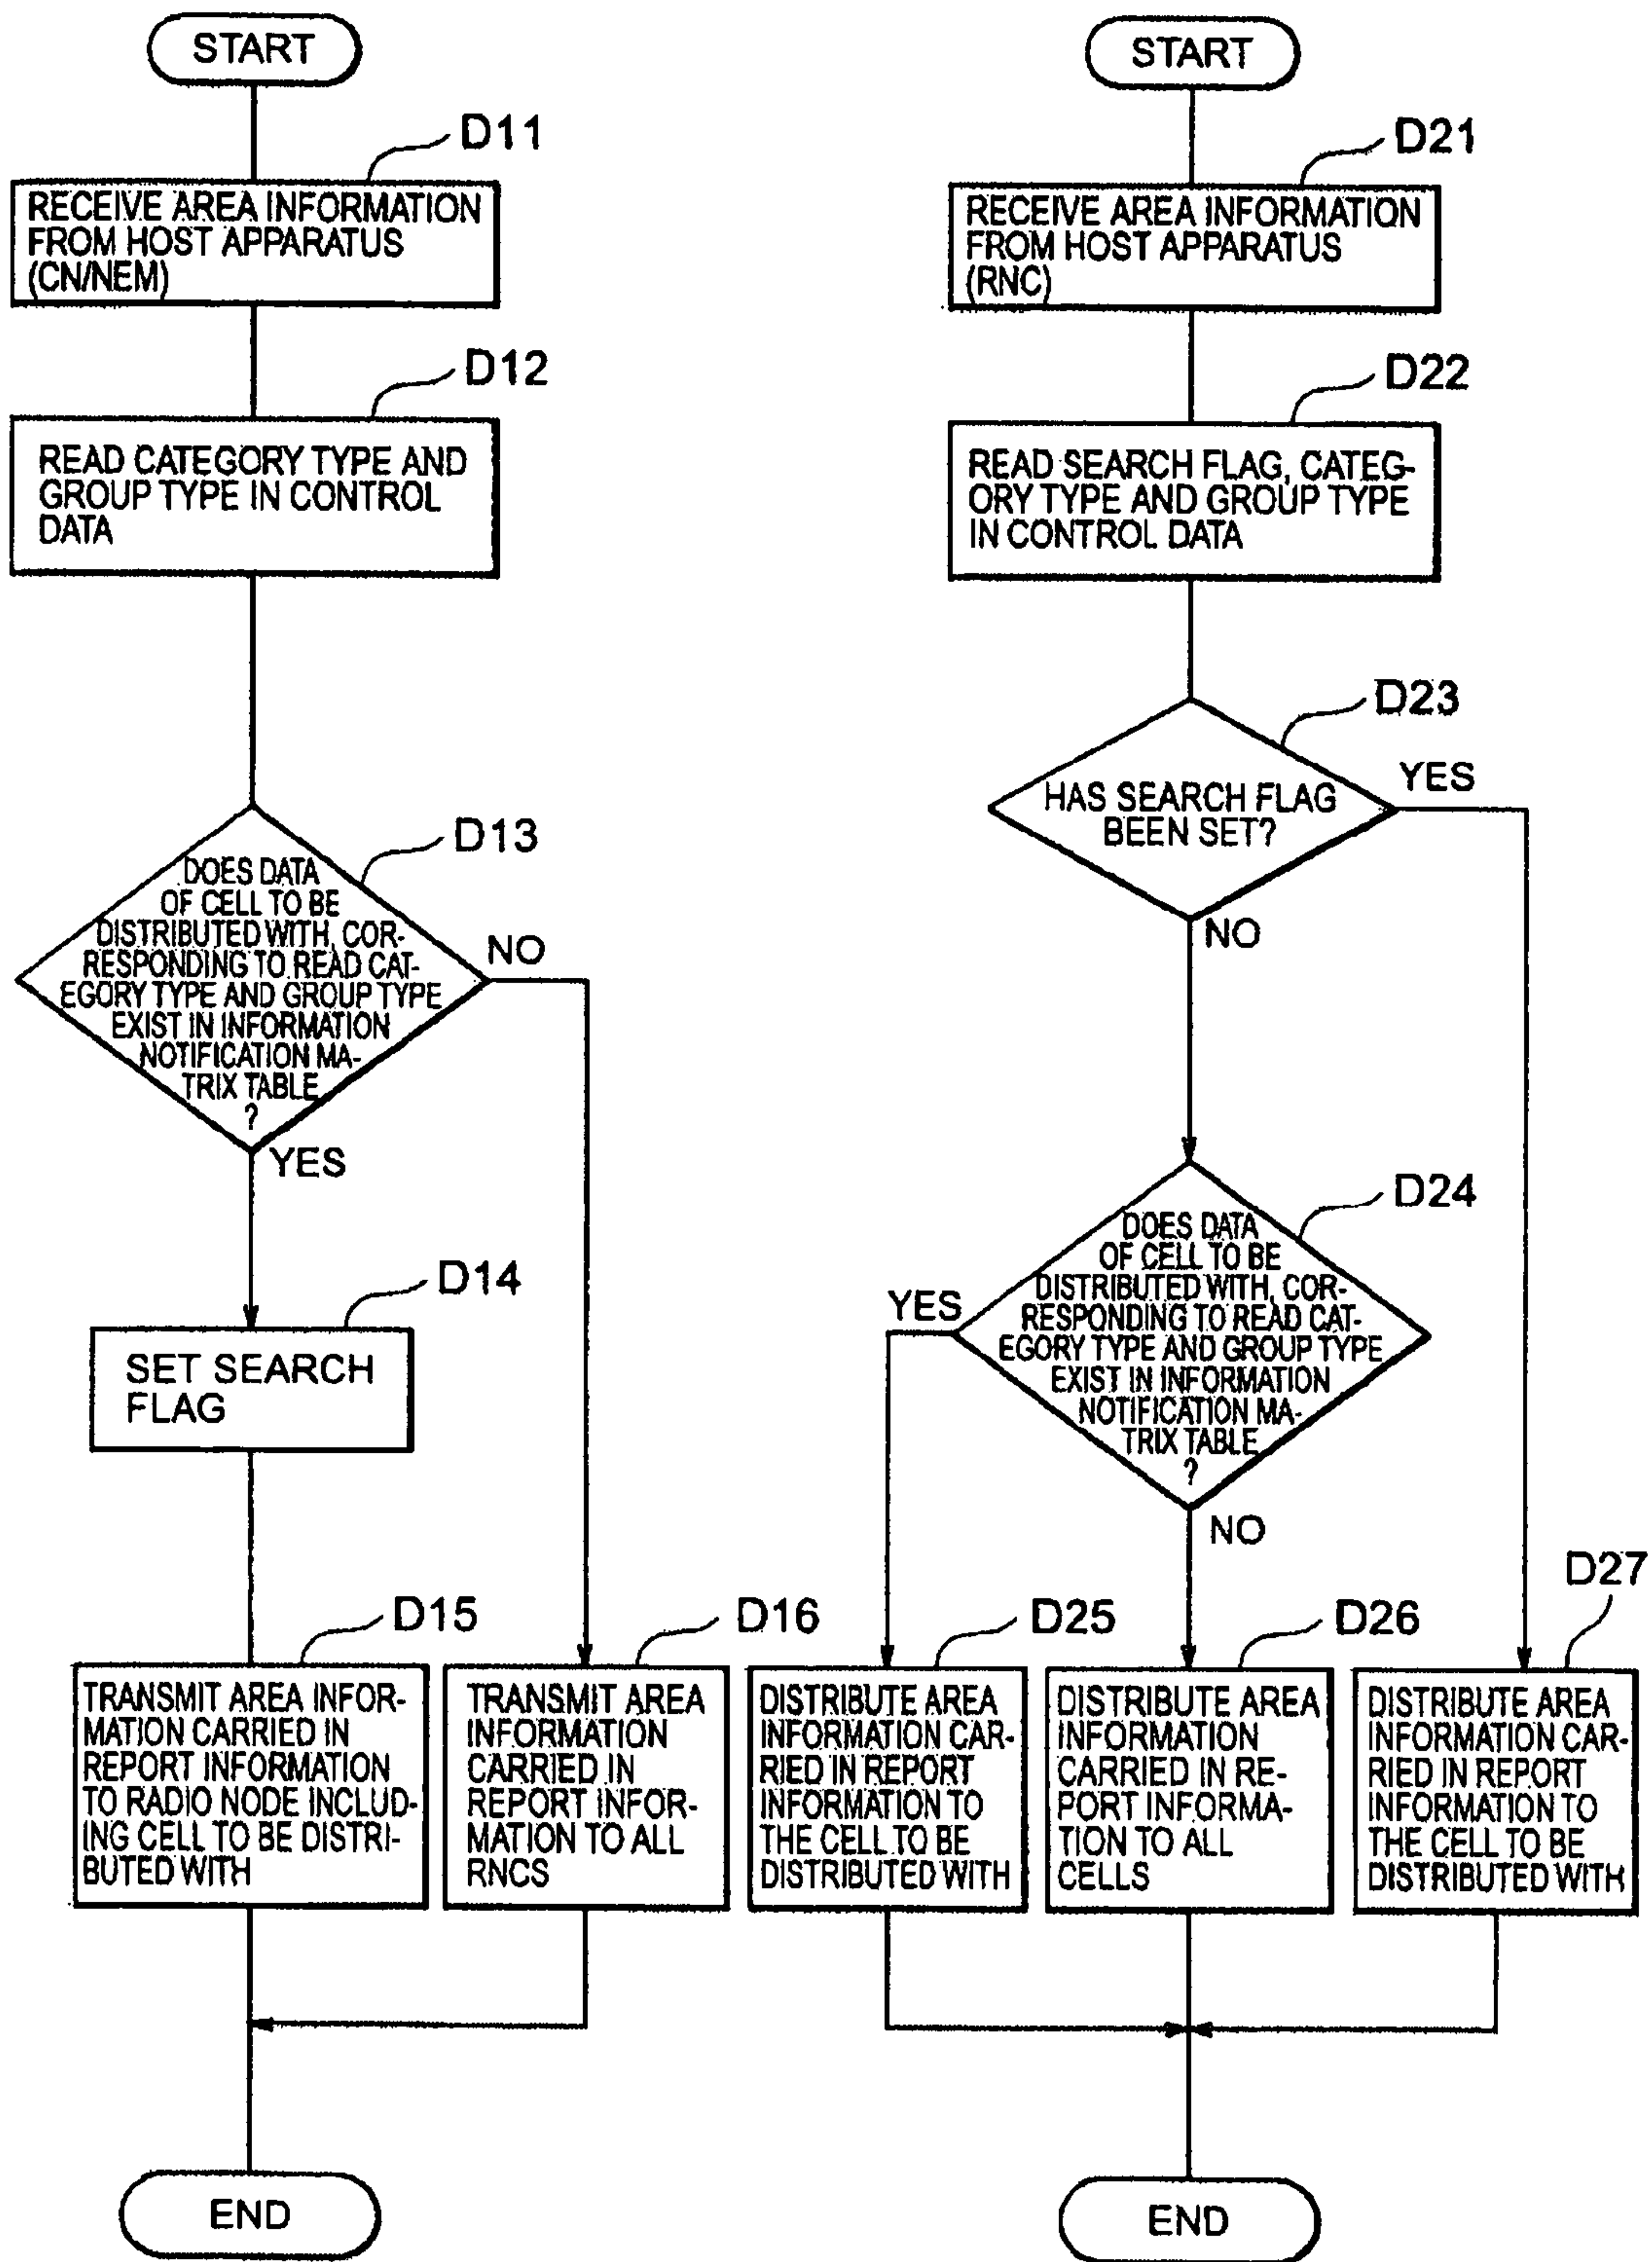 START
D11
RECEIVE AREA INFORMATION
FROM HOST APPARATUS
(CN/NEM)
D12
READ CATEGORY TYPE AND
GROUP TYPE IN CONTROL
DATA
D13
DOES DATA
OF CELL TO BE
DISTRIBUTED WITH, COR-
RESPONDING TO READ CAT-
EGORY TYPE AND GROUP TYPE
EXIST IN INFORMATION
NOTIFICATION MA-
TRIX TABLE
?
NO
YES
D14
SET SEARCH
FLAG
D15
TRANSMIT AREA INFOR-
MATION CARRIED IN
REPORT INFORMATION
TO RADIO NODE INCLUD-
ING CELL TO BE DISTRI-
BUTED WITH
D16
TRANSMIT AREA
INFORMATION
CARRIED IN
REPORT INFOR-
MATION TO ALL
RNCS
END
START
D21
RECEIVE AREA INFORMATION
FROM HOST APPARATUS
(RNC)
D22
READ SEARCH FLAG, CATEG-
ORY TYPE AND GROUP TYPE
IN CONTROL DATA
D23
HAS SEARCH FLAG
BEEN SET?
YES
NO
D24
DOES DATA
OF CELL TO BE
DISTRIBUTED WITH, COR-
RESPONDING TO READ CAT-
EGORY TYPE AND GROUP TYPE
EXIST IN INFORMATION
NOTIFICATION MA-
TRIX TABLE
?
YES
NO
D25
DISTRIBUTE AREA
INFORMATION CAR-
RIED IN REPORT
INFORMATION TO
THE CELL TO BE
DISTRIBUTED WITH
D26
DISTRIBUTE AREA
INFORMATION
CARRIED IN RE-
PORT INFORMA-
TION TO ALL
CELLS
D27
DISTRIBUTE AREA
INFORMATION CAR-
RIED IN REPORT
INFORMATION TO
THE CELL TO BE
DISTRIBUTED WITH
END